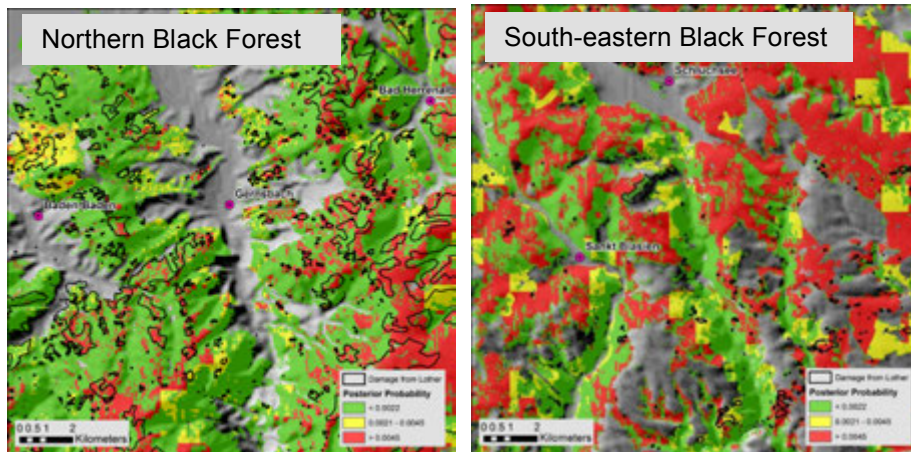 Northern Black Forest
Bad Herrenalb
Gernsbach
Baden-Baden
Damage from Lothar
Posterior Probability
< 0.0022
0.0021 - 0.0045
> 0.0045
0 0.5 1 2
Kilometers
South-eastern Black Forest
Schluchsee
Sankt Blasien
Damage from Lothar
Posterior Probability
< 0.0022
0.0021 - 0.0045
> 0.0045
0 0.5 1 2
Kilometers